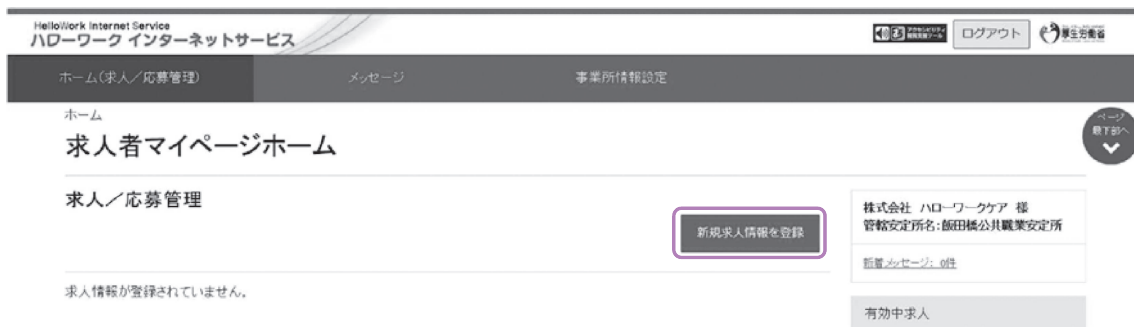 HelloWork Internet Service
ハローワーク インターネットサービス
ログアウト
厚生労働省
ホーム(求人／応募管理)
メッセージ
事業所情報設定
ホーム
求人者マイページホーム
ページ
最下部へ
求人／応募管理
新規求人情報を登録
株式会社 ハローワークケア 様
管轄安定所名:飯田橋公共職業安定所
新着メッセージ: 0件
求人情報が登録されていません。
有効中求人